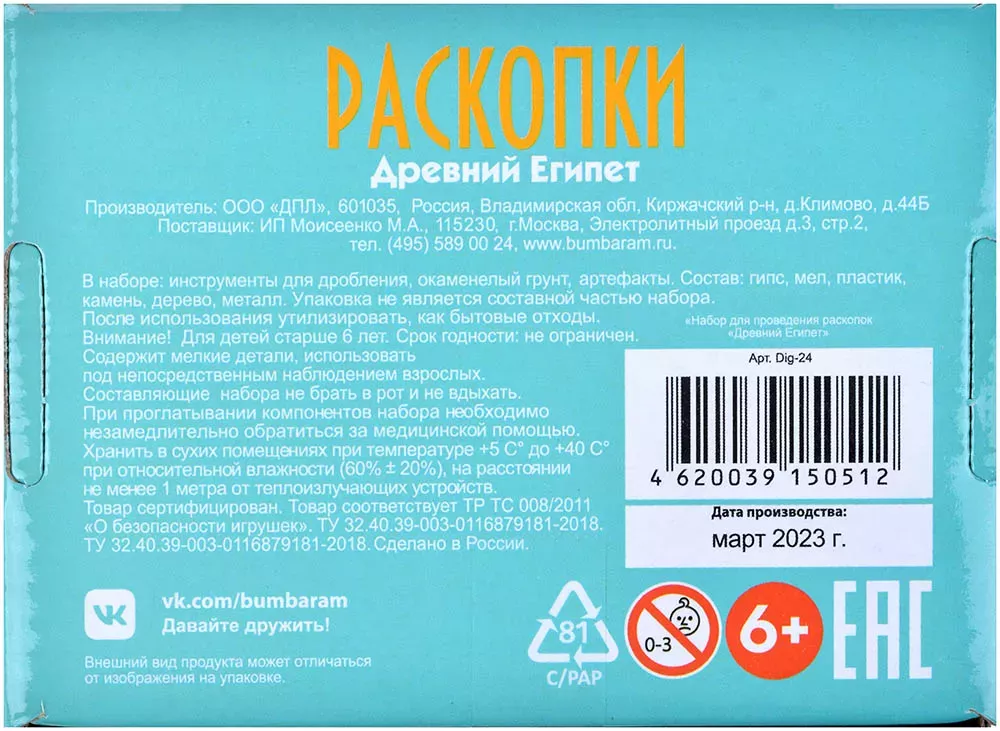 РАСКОПКИ
Древний Египет
Производитель: ООО «ДПЛ», 601035, Россия, Владимирская обл, Киржачский р-н, д.Климово, д.44Б
Поставщик: ИП Моисеенко М.А., 115230, г.Москва, Электролитный проезд д.3, стр.2,
тел. (495) 589 00 24, www.bumbaram.ru.
В наборе: инструменты для дробления, окаменелый грунт, артефакты. Состав: гипс, мел, пластик,
камень, дерево, металл. Упаковка не является составной частью набора.
После использования утилизировать, как бытовые отходы.
Внимание! Для детей старше 6 лет. Срок годности: не ограничен.
Содержит мелкие детали, использовать
под непосредственным наблюдением взрослых.
Составляющие набора не брать в рот и не вдыхать.
При проглатывании компонентов набора необходимо
незамедлительно обратиться за медицинской помощью.
Хранить в сухих помещениях при температуре +5 С° до +40 С°
при относительной влажности (60% ± 20%), на расстоянии
не менее 1 метра от теплоизлучающих устройств.
Товар сертифицирован. Товар соответствует ТР ТС 008/2011
«О безопасности игрушек». ТУ 32.40.39-003-0116879181-2018.
ТУ 32.40.39-003-0116879181-2018. Сделано в России.
«Набор для проведения раскопок
«Древний Египет»
Арт. Dig-24
4 620039 150512
Дата производства:
март 2023 г.
vk.com/bumbaram
Давайте дружить!
Внешний вид продукта может отличаться
от изображения на упаковке.
81
C/PAP
0-3
6+
EAC